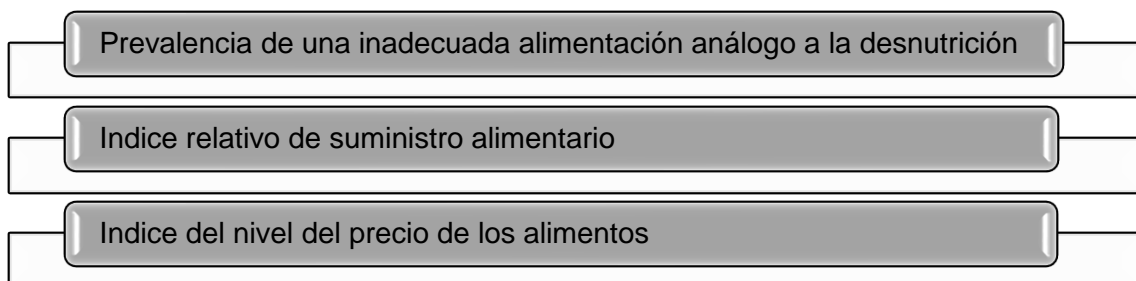 Prevalencia de una inadecuada alimentación análogo a la desnutrición
Indice relativo de suministro alimentario
Indice del nivel del precio de los alimentos